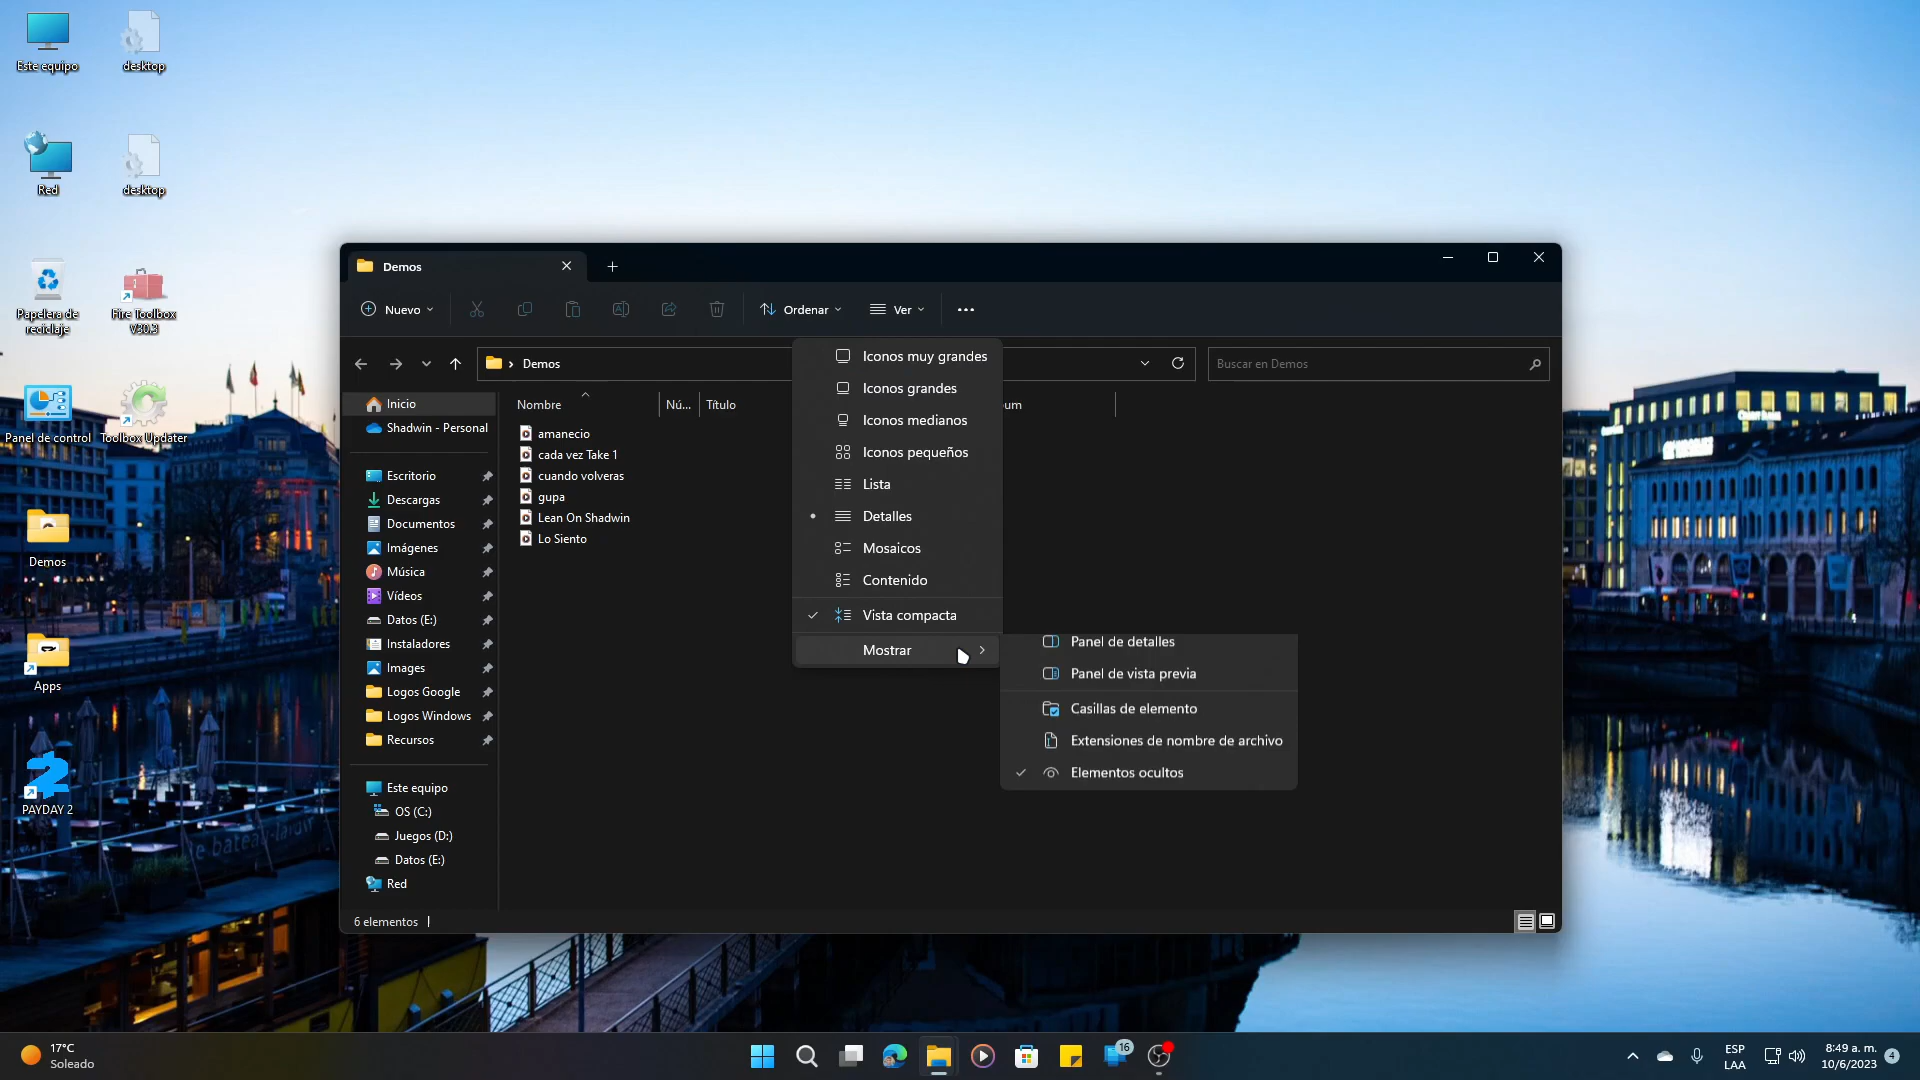 Este equipo
desktop
Red
desktop
Papelera de
reciclaje
Fire Toolbox
V30.3
Panel de control
Toolbox Updater
Demos
Apps
PAYDAY 2
Demos
Nuevo
Ordenar
Ver
Demos
Buscar en Demos
Inicio
Shadwin - Personal
Escritorio
Descargas
Documentos
Imágenes
Música
Vídeos
Datos (E:)
Instaladores
Images
Logos Google
Logos Windows
Recursos
Este equipo
OS (C:)
Juegos (D:)
Datos (E:)
Red
Nombre
Nú...
Título
um
amanecio
cada vez Take 1
cuando volveras
gupa
Lean On Shadwin
Lo Siento
Iconos muy grandes
Iconos grandes
Iconos medianos
Iconos pequeños
Lista
Detalles
Mosaicos
Contenido
Vista compacta
Mostrar
Panel de detalles
Panel de vista previa
Casillas de elemento
Extensiones de nombre de archivo
Elementos ocultos
6 elementos
17°C
Soleado
16
ESP
LAA
8:49 a. m.
10/6/2023
4